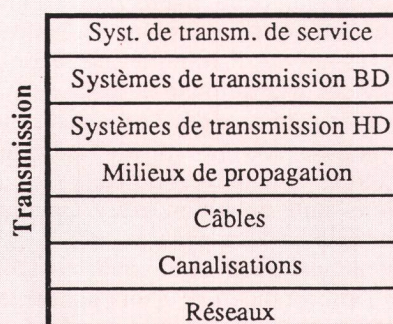 Transmission
Syst. de transm. de service
Systèmes de transmission BD
Systèmes de transmission HD
Milieux de propagation
Câbles
Canalisations
Réseaux